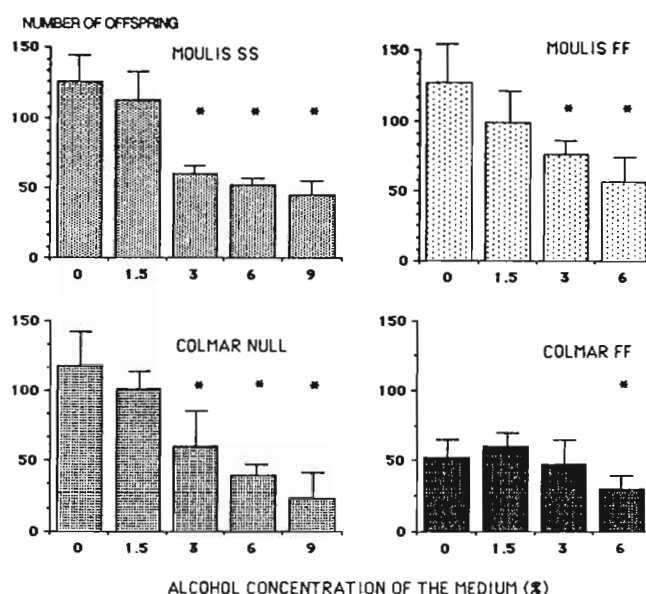 NUMBER OF OFFSPRING
150
100
50
0
MOULIS SS
* * *
0 1.5 3 6 9
150
100
50
0
MOULIS FF
* *
0 1.5 3 6
150
100
50
0
COLMAR NULL
* * *
0 1.5 3 6 9
150
100
50
0
COLMAR FF
*
0 1.5 3 6
ALCOHOL CONCENTRATION OF THE MEDIUM (%)